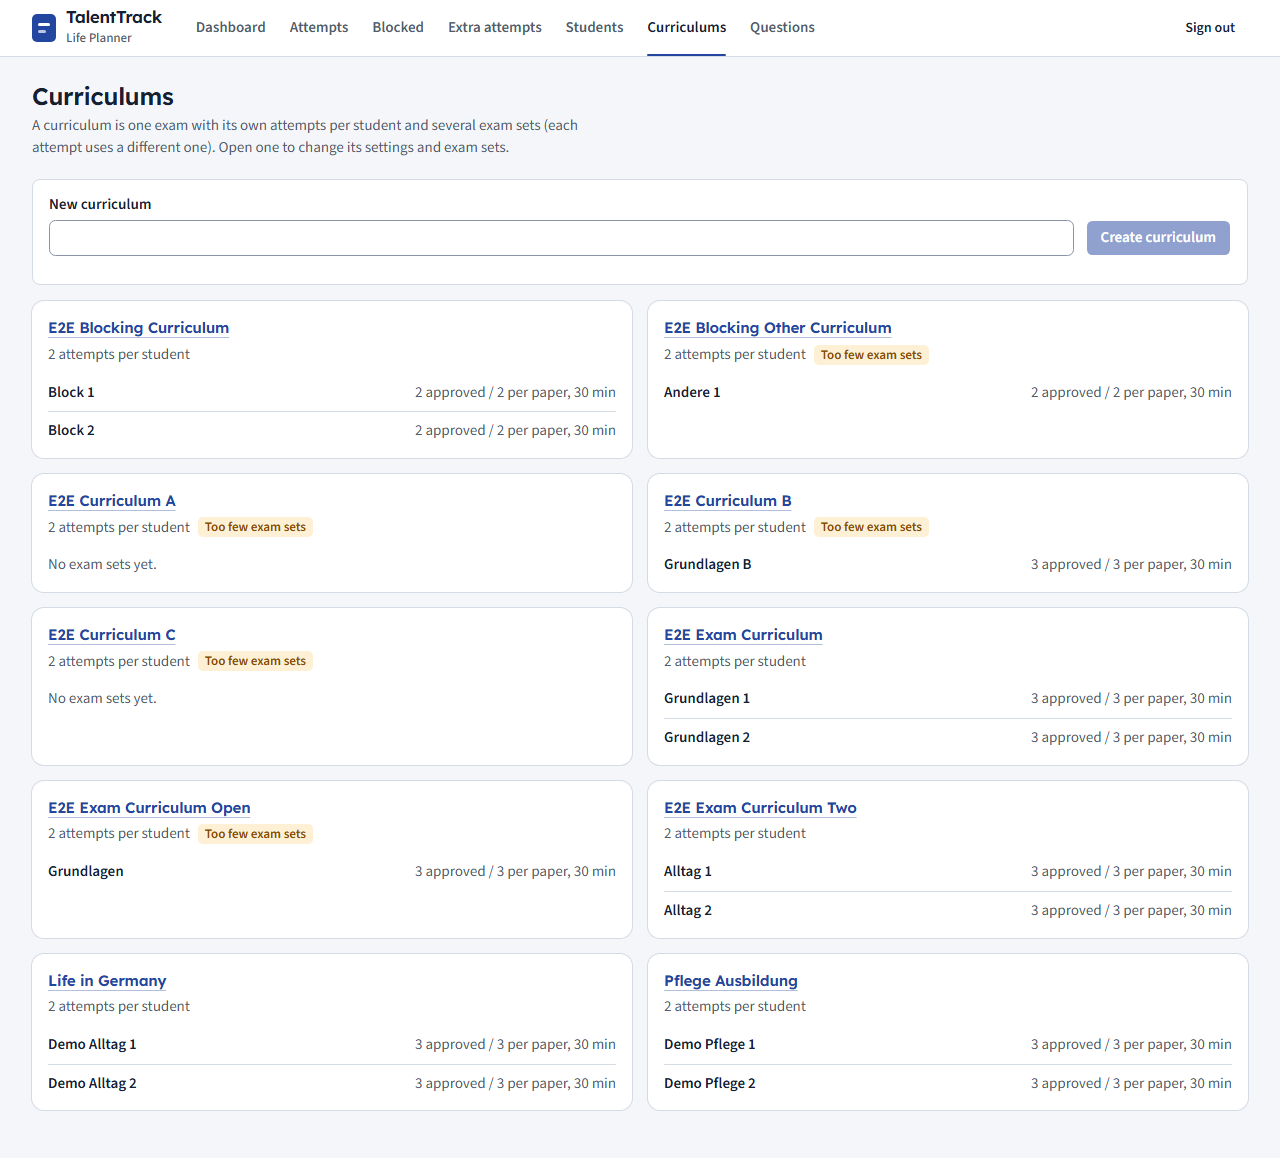 TalentTrack
Life Planner
Dashboard
Attempts
Blocked
Extra attempts
Students
Curriculums
Questions
Sign out
Curriculums
A curriculum is one exam with its own attempts per student and several exam sets (each
attempt uses a different one). Open one to change its settings and exam sets.
New curriculum
Create curriculum
E2E Blocking Curriculum
2 attempts per student
Block 1 2 approved / 2 per paper, 30 min
Block 2 2 approved / 2 per paper, 30 min
E2E Blocking Other Curriculum
2 attempts per student Too few exam sets
Andere 1 2 approved / 2 per paper, 30 min
E2E Curriculum A
2 attempts per student Too few exam sets
No exam sets yet.
E2E Curriculum B
2 attempts per student Too few exam sets
Grundlagen B 3 approved / 3 per paper, 30 min
E2E Curriculum C
2 attempts per student Too few exam sets
No exam sets yet.
E2E Exam Curriculum
2 attempts per student
Grundlagen 1 3 approved / 3 per paper, 30 min
Grundlagen 2 3 approved / 3 per paper, 30 min
E2E Exam Curriculum Open
2 attempts per student Too few exam sets
Grundlagen 3 approved / 3 per paper, 30 min
E2E Exam Curriculum Two
2 attempts per student
Alltag 1 3 approved / 3 per paper, 30 min
Alltag 2 3 approved / 3 per paper, 30 min
Life in Germany
2 attempts per student
Demo Alltag 1 3 approved / 3 per paper, 30 min
Demo Alltag 2 3 approved / 3 per paper, 30 min
Pflege Ausbildung
2 attempts per student
Demo Pflege 1 3 approved / 3 per paper, 30 min
Demo Pflege 2 3 approved / 3 per paper, 30 min